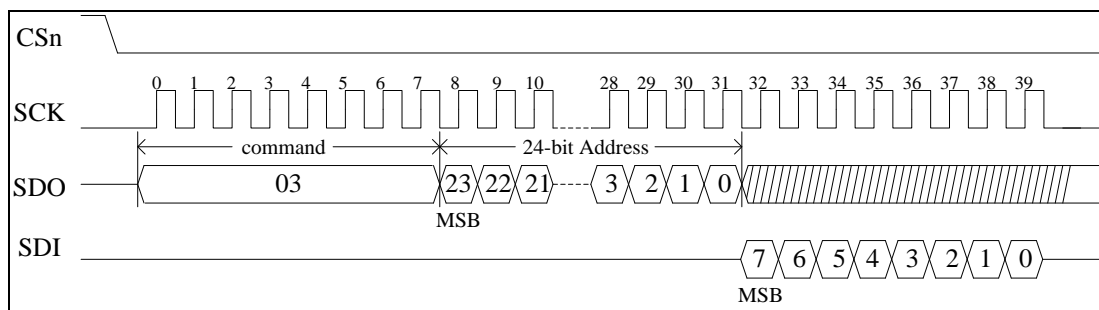 CSn
0 1 2 3 4 5 6 7 8 9 10 28 29 30 31 32 33 34 35 36 37 38 39
SCK
command 24-bit Address
SDO 03 23 22 21 3 2 1 0
MSB
SDI 7 6 5 4 3 2 1 0
MSB